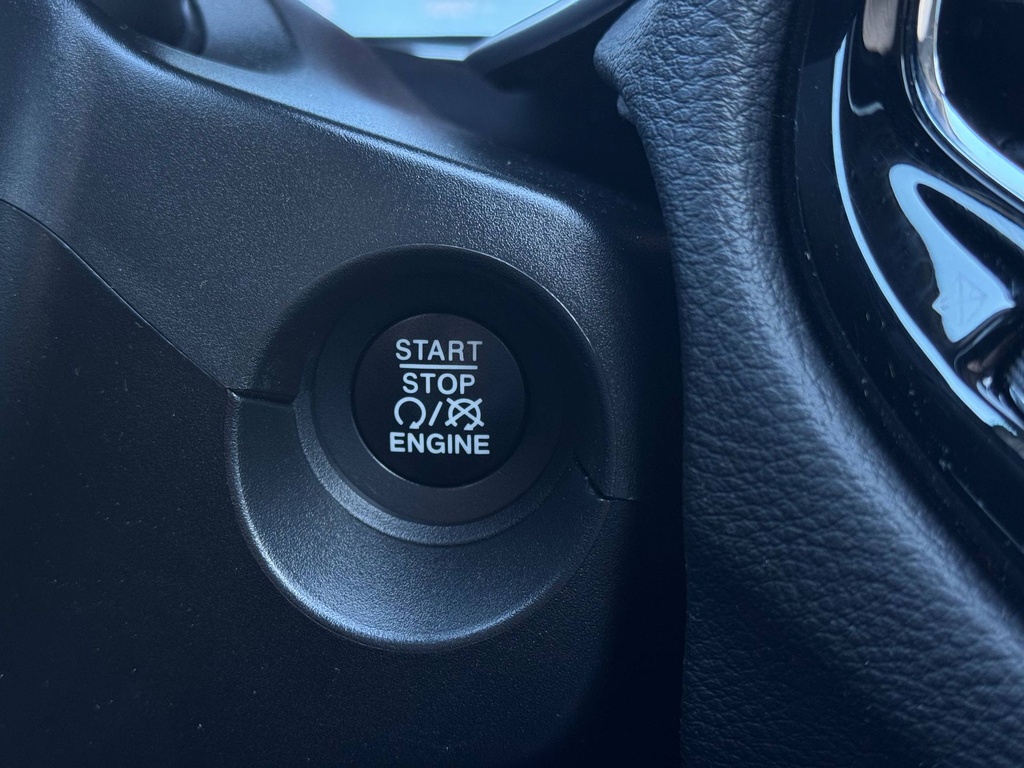 START
STOP
/
ENGINE